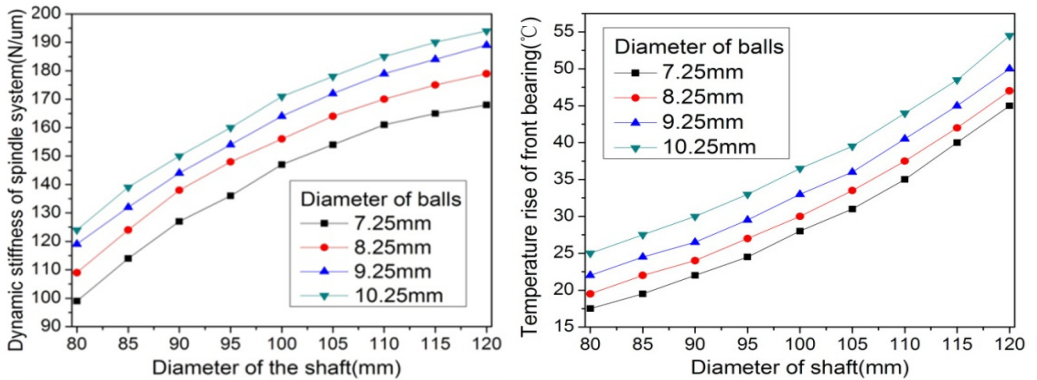 Dynamic stiffness of spindle system(N/um)
200
190
180
170
160
150
140
130
120
110
100
90
Diameter of balls
7.25mm
8.25mm
9.25mm
10.25mm
80 85 90 95 100 105 110 115 120
Diameter of the shaft(mm)
Temperature rise of front bearing(℃)
55
50
45
40
35
30
25
20
15
Diameter of balls
7.25mm
8.25mm
9.25mm
10.25mm
80 85 90 95 100 105 110 115 120
Diameter of shaft(mm)